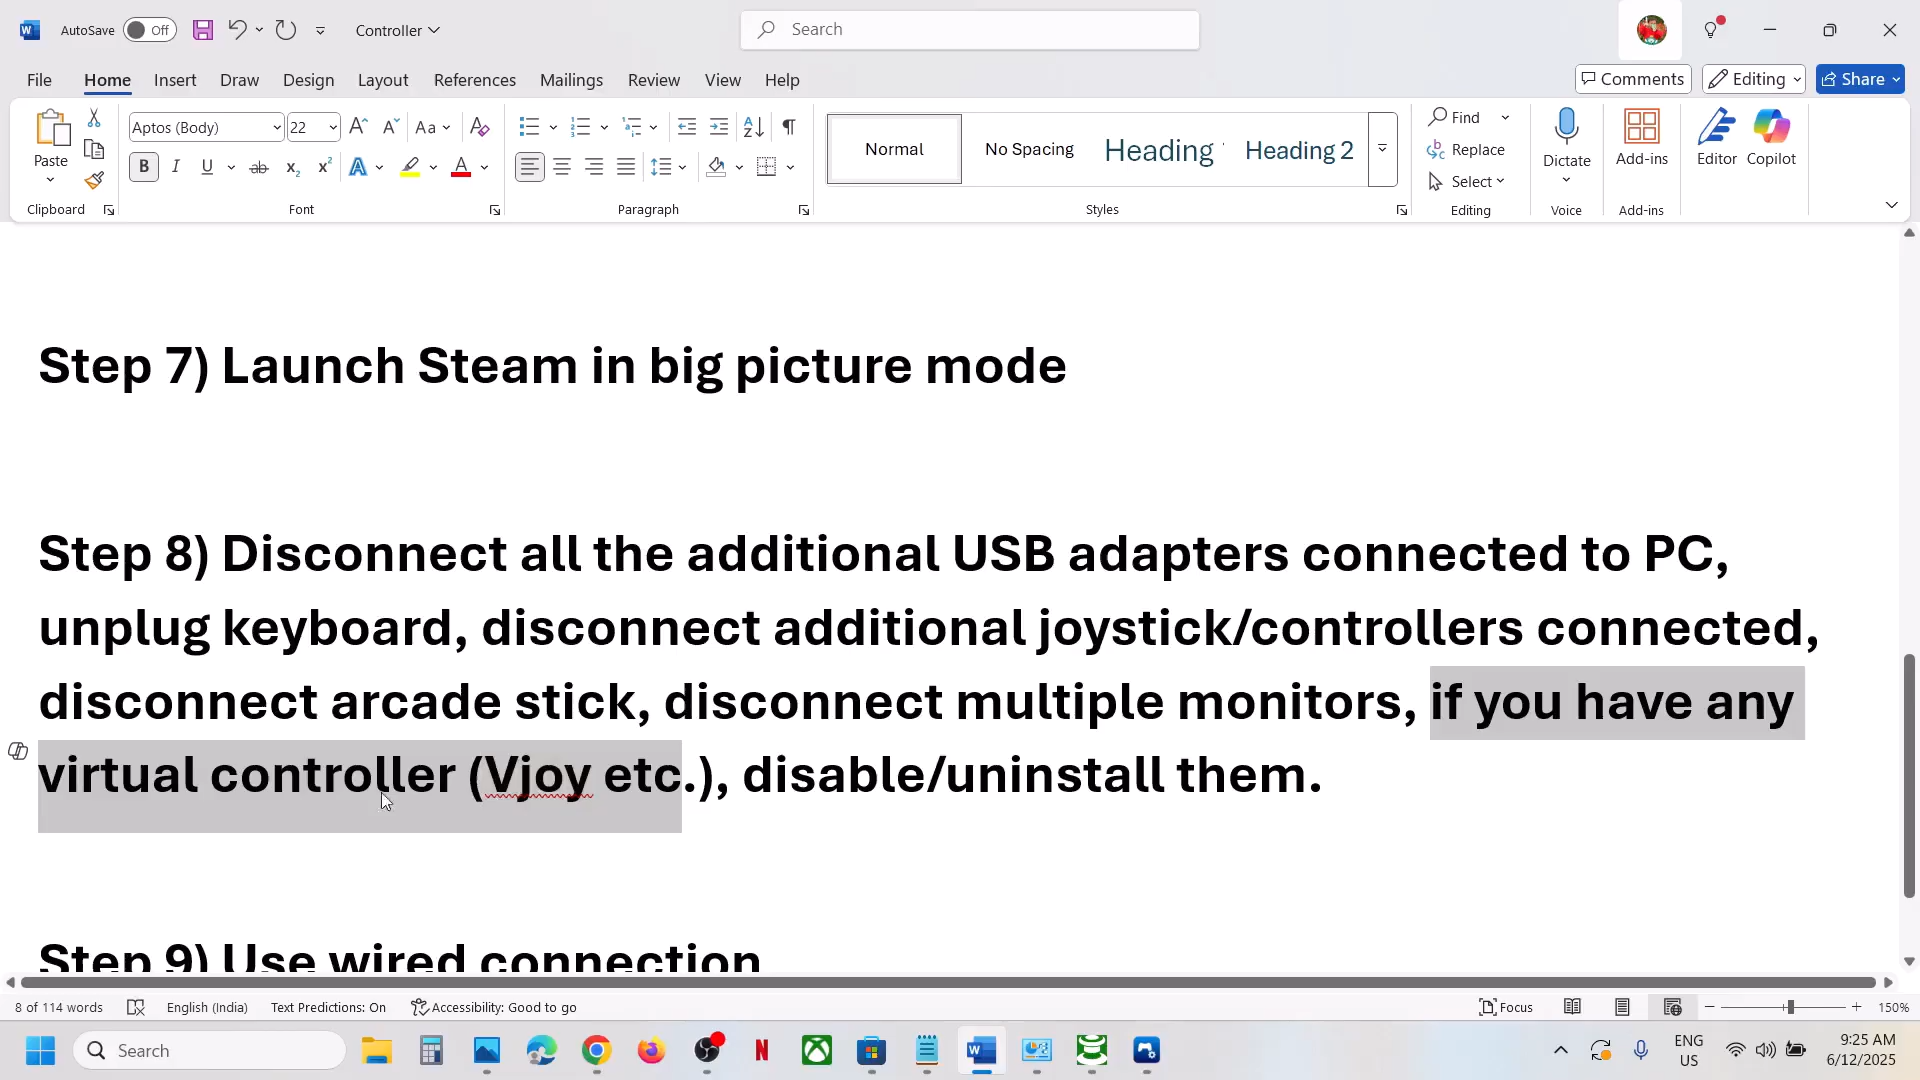 AutoSave
Off
Controller
Search
File
Home
Insert
Draw
Design
Layout
References
Mailings
Review
View
Help
Comments
Editing
Share
Paste
Clipboard
Aptos (Body)
22
Font
Paragraph
Normal
No Spacing
Heading
Heading 2
Styles
Find
Replace
Select
Editing
Dictate
Voice
Add-ins
Add-ins
Editor
Copilot
Step 7) Launch Steam in big picture mode
Step 8) Disconnect all the additional USB adapters connected to PC,
unplug keyboard, disconnect additional joystick/controllers connected,
disconnect arcade stick, disconnect multiple monitors, if you have any
virtual controller (Vjoy etc.), disable/uninstall them.
Step 9) Use wired connection
8 of 114 words
English (India)
Text Predictions: On
Accessibility: Good to go
Focus
150%
Search
ENG
US
9:25 AM
6/12/2025